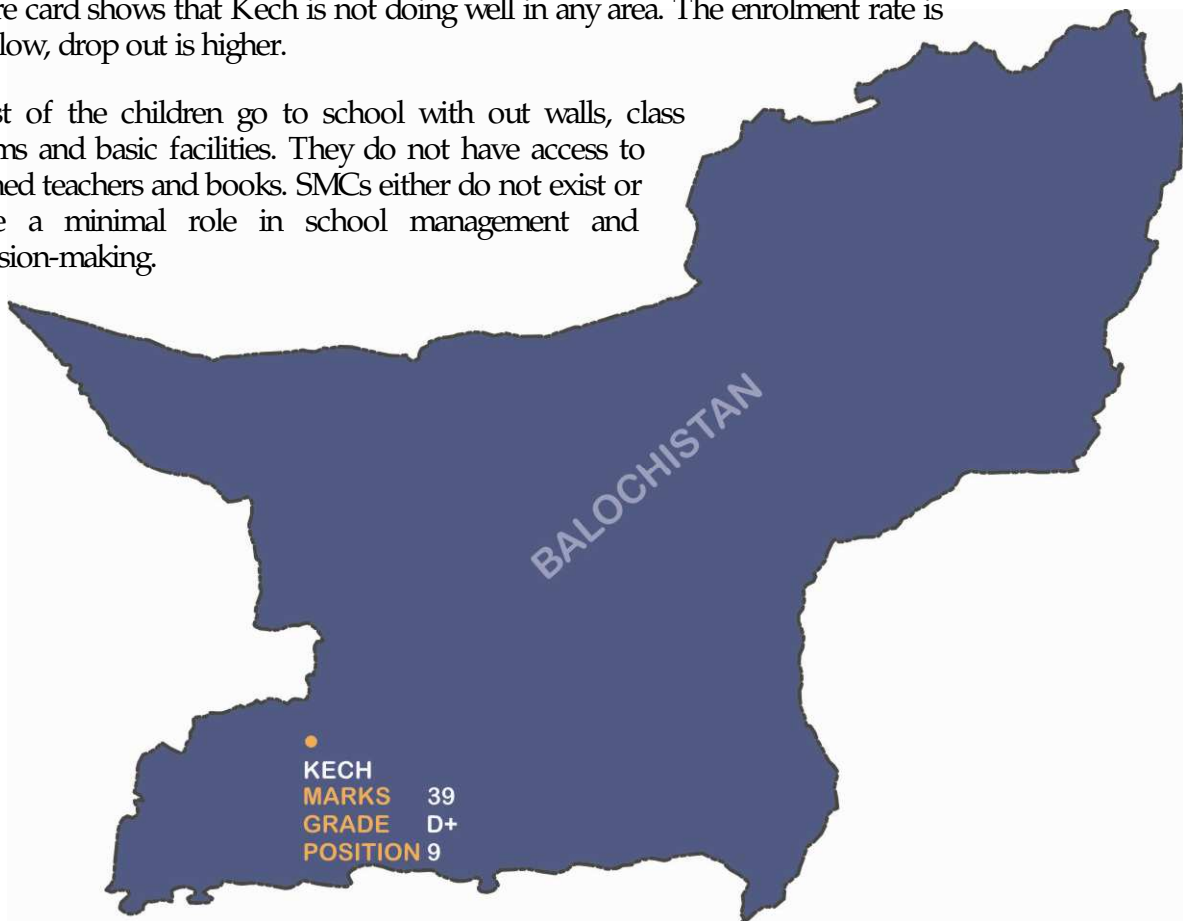 re card shows that Kech is not doing well in any area. The enrolment rate is
low, drop out is higher.
st of the children go to school with out walls, class
ms and basic facilities. They do not have access to
ned teachers and books. SMCs either do not exist or
e a minimal role in school management and
sion-making.
BALOCHISTAN
KECH
MARKS 39
GRADE D+
POSITION 9